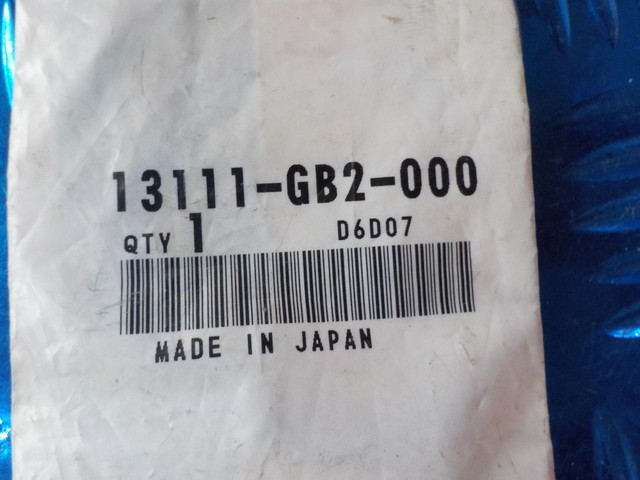 13111-GB2-000
QTY 1 D6D07
MADE IN JAPAN